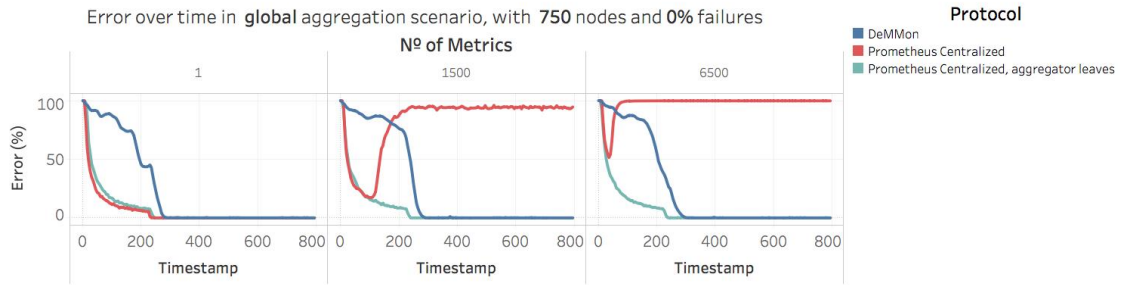 Error over time in global aggregation scenario, with 750 nodes and 0% failures
Nº of Metrics
1 1500 6500
Error (%)
100
50
0
0 200 400 600 800 0 200 400 600 800 0 200 400 600 800
Timestamp Timestamp Timestamp
Protocol
DeMMon
Prometheus Centralized
Prometheus Centralized, aggregator leaves